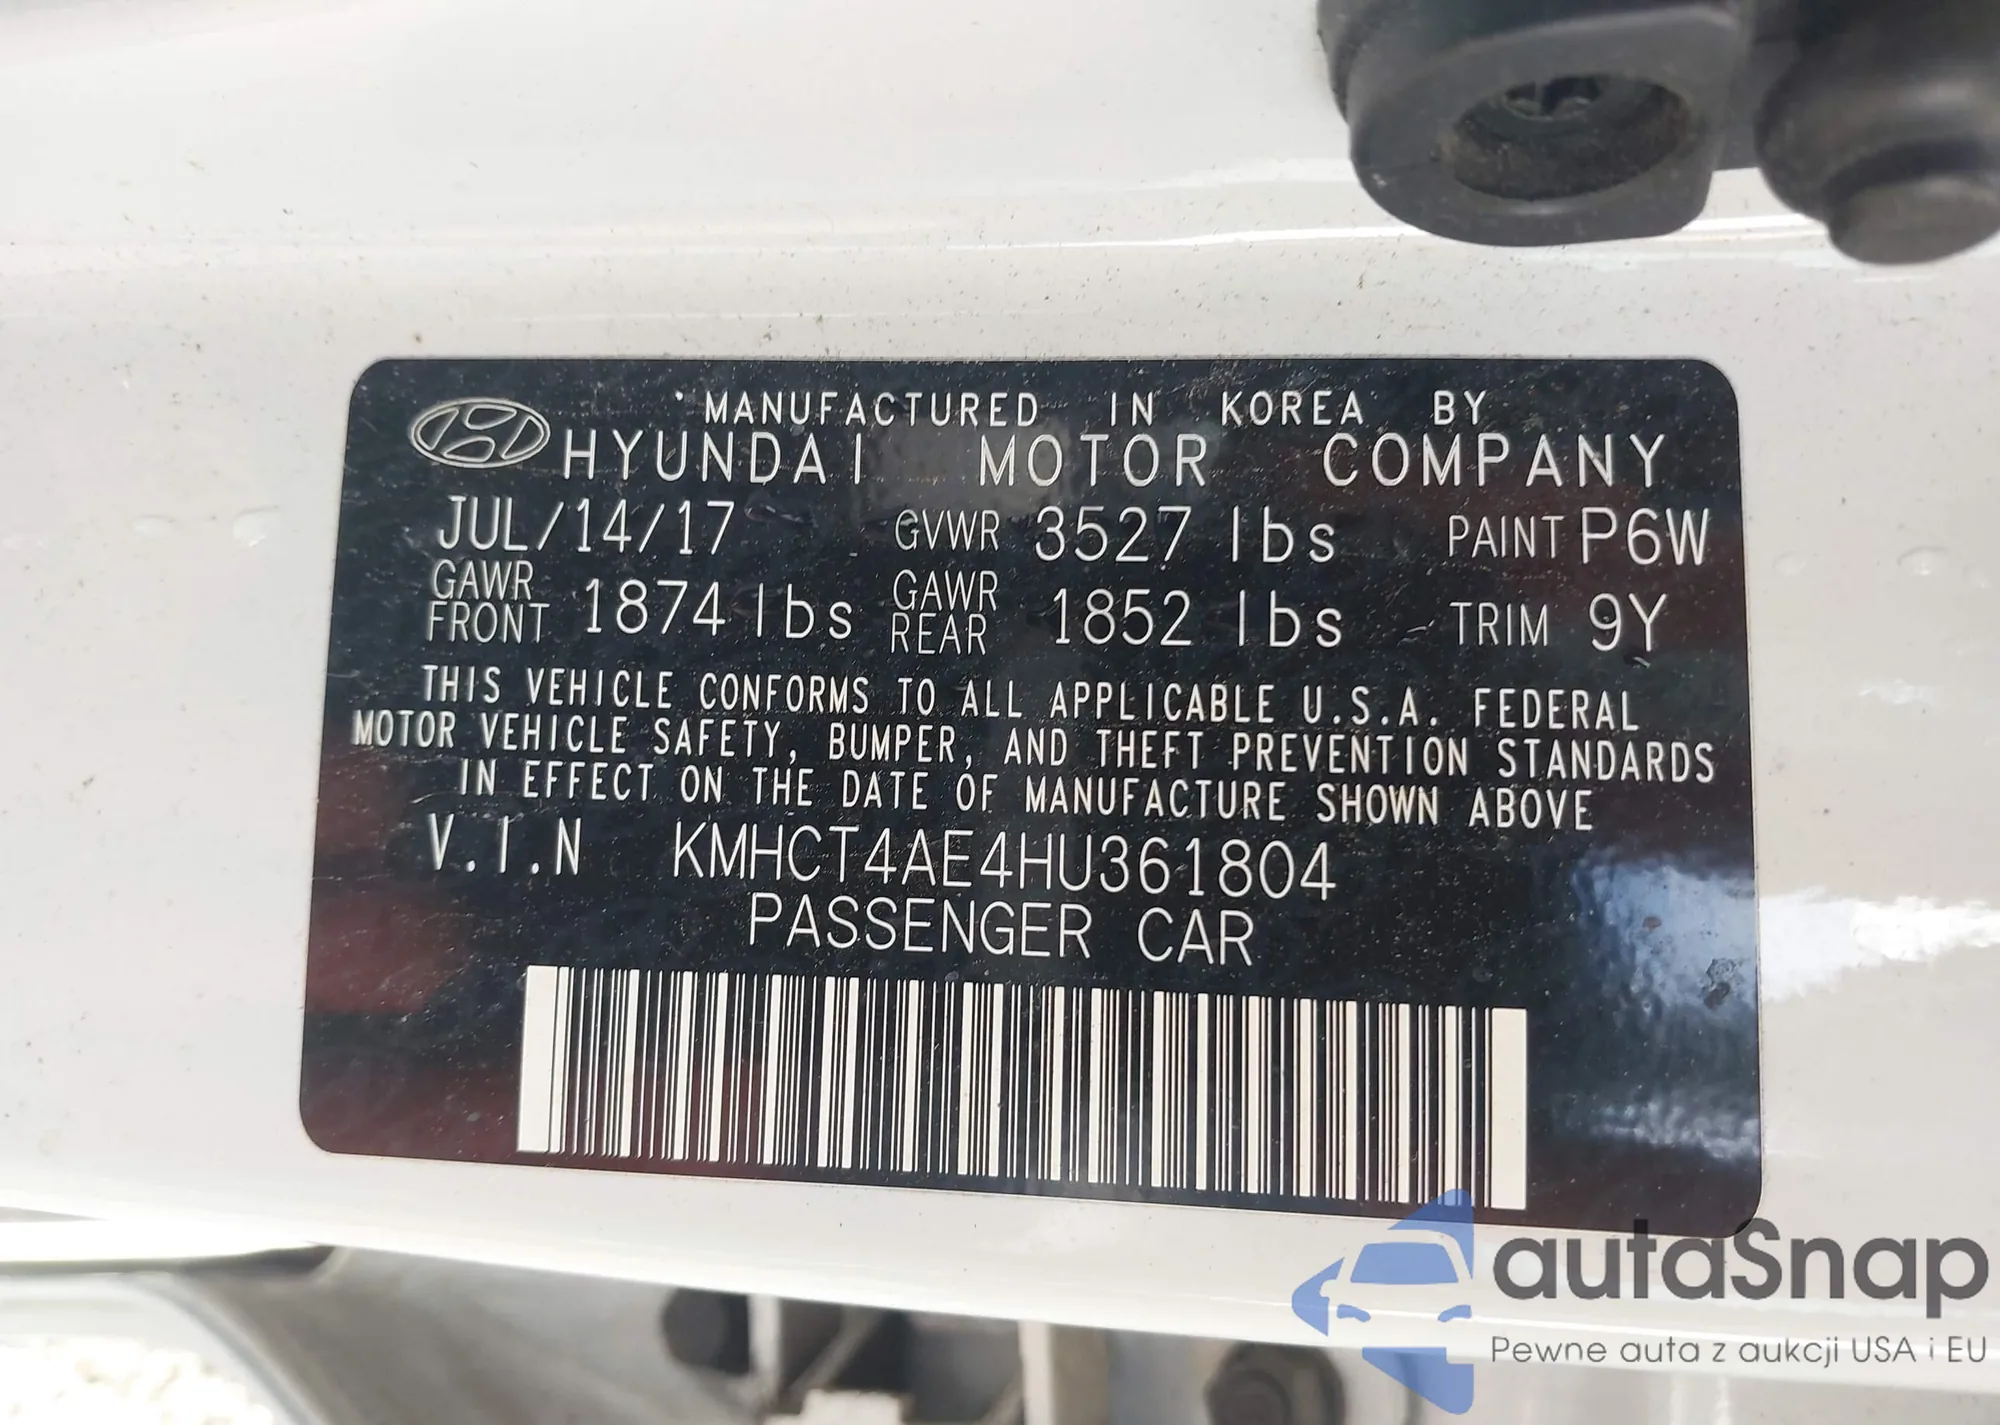 MANUFACTURED IN KOREA BY
HYUNDAI MOTOR COMPANY
JUL/14/17 GVWR 3527 lbs PAINT P6W
GAWR FRONT 1874 lbs GAWR REAR 1852 lbs TRIM 9Y
THIS VEHICLE CONFORMS TO ALL APPLICABLE U.S.A. FEDERAL
MOTOR VEHICLE SAFETY, BUMPER, AND THEFT PREVENTION STANDARDS
IN EFFECT ON THE DATE OF MANUFACTURE SHOWN ABOVE
V.I.N KMHCT4AE4HU361804
PASSENGER CAR
autaSnap
Pewne auta z aukcji USA i EU